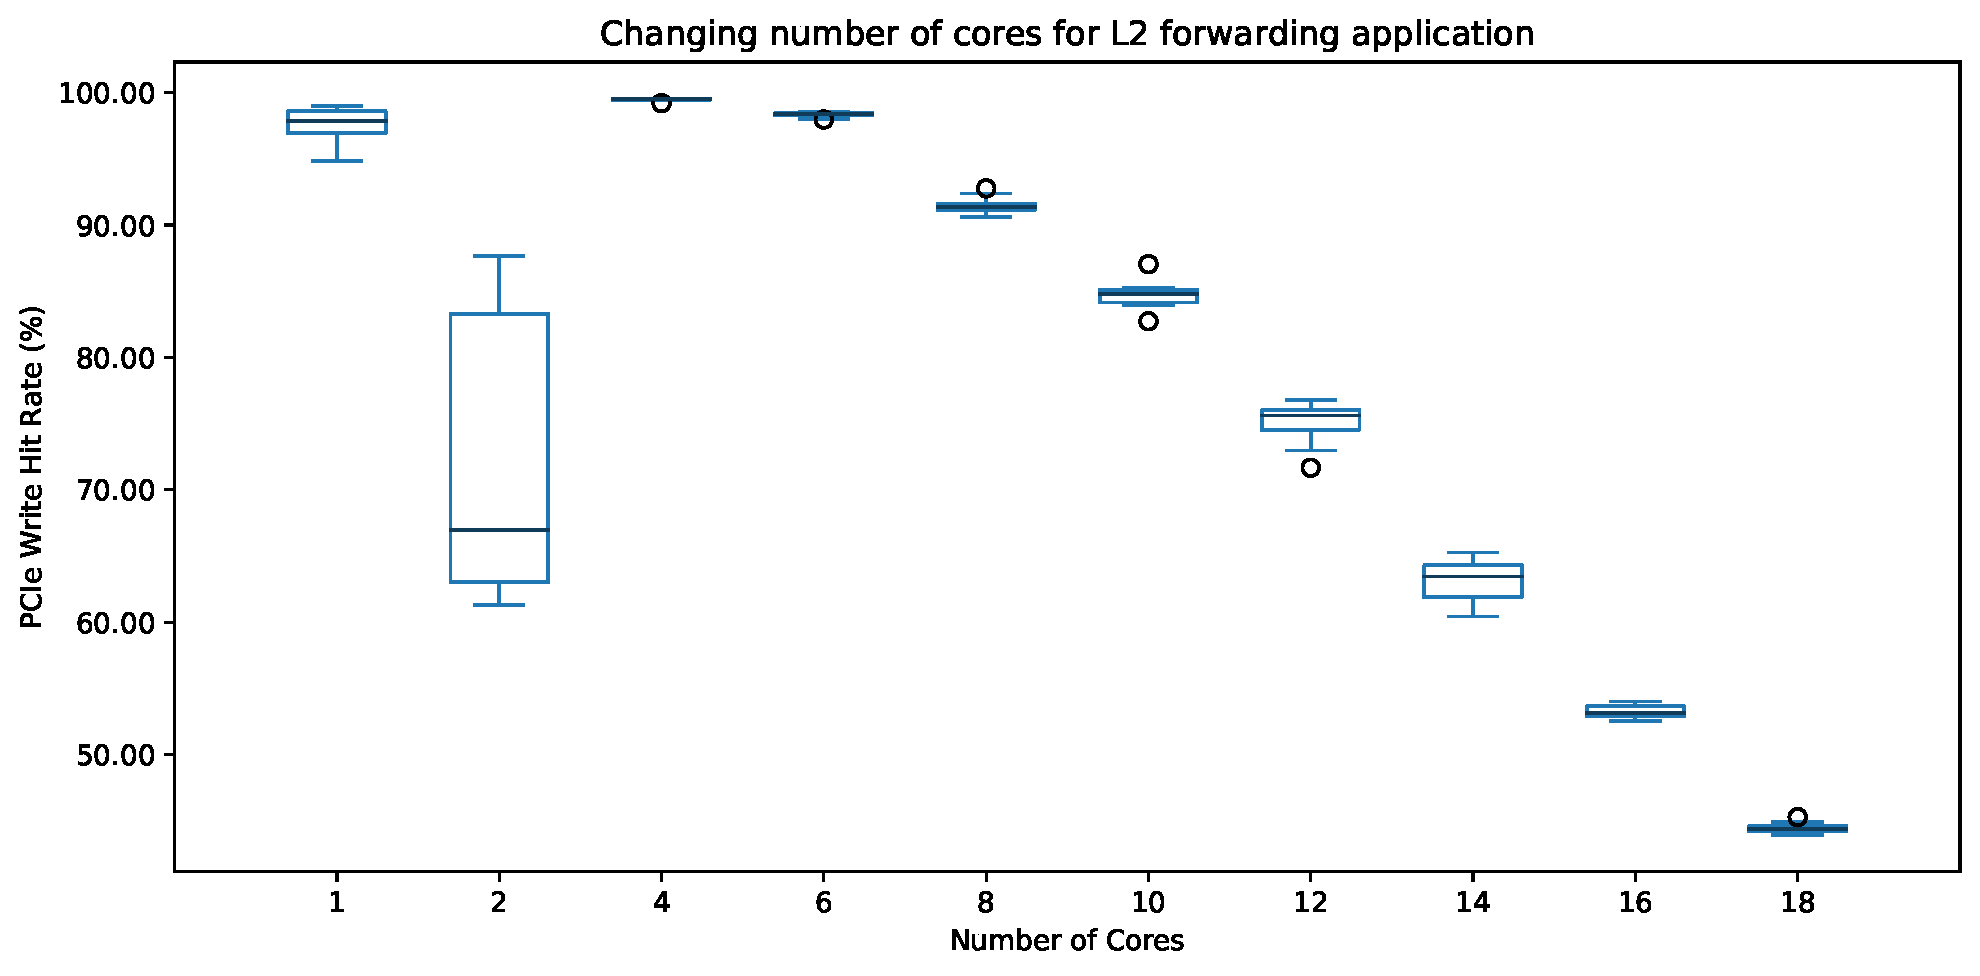 Changing number of cores for L2 forwarding application
PCIe Write Hit Rate (%)
100.00
90.00
80.00
70.00
60.00
50.00
1 2 4 6 8 10 12 14 16 18
Number of Cores